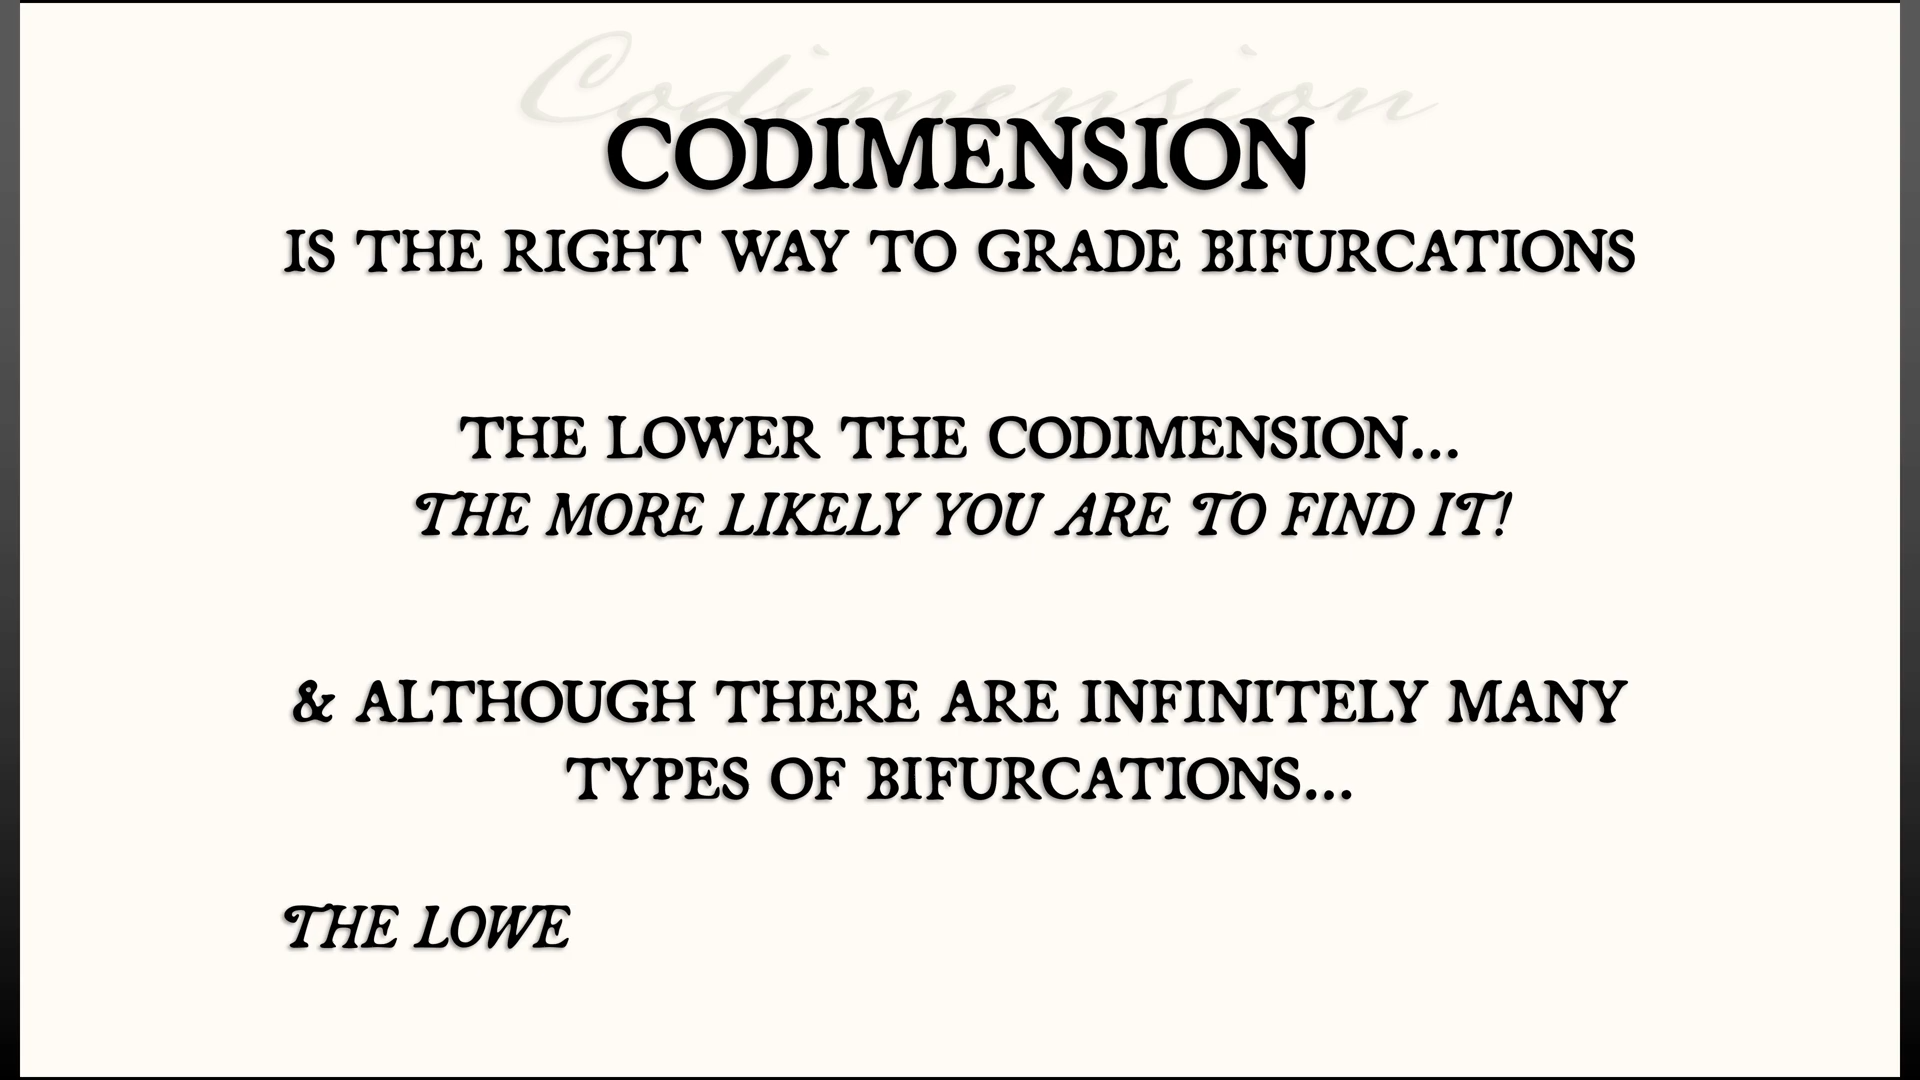 Codimension
CODIMENSION
IS THE RIGHT WAY TO GRADE BIFURCATIONS
THE LOWER THE CODIMENSION...
THE MORE LIKELY YOU ARE TO FIND IT!
& ALTHOUGH THERE ARE INFINITELY MANY
TYPES OF BIFURCATIONS...
THE LOWE